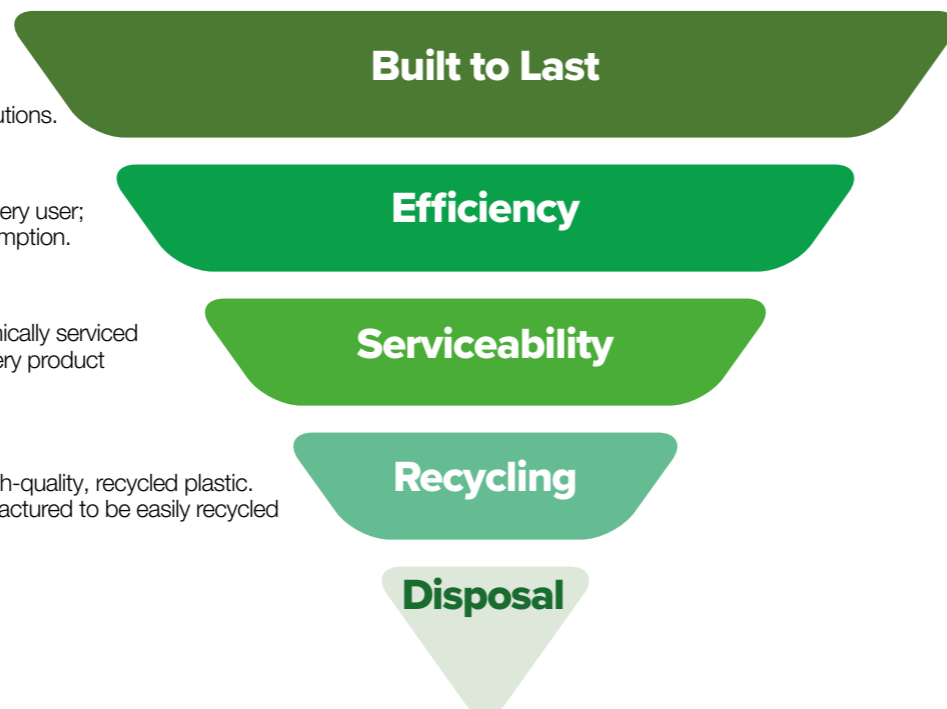 Built to Last
utions.
Efficiency
ery user;
mption.
Serviceability
nically serviced
ery product
Recycling
h-quality, recycled plastic.
actured to be easily recycled
Disposal